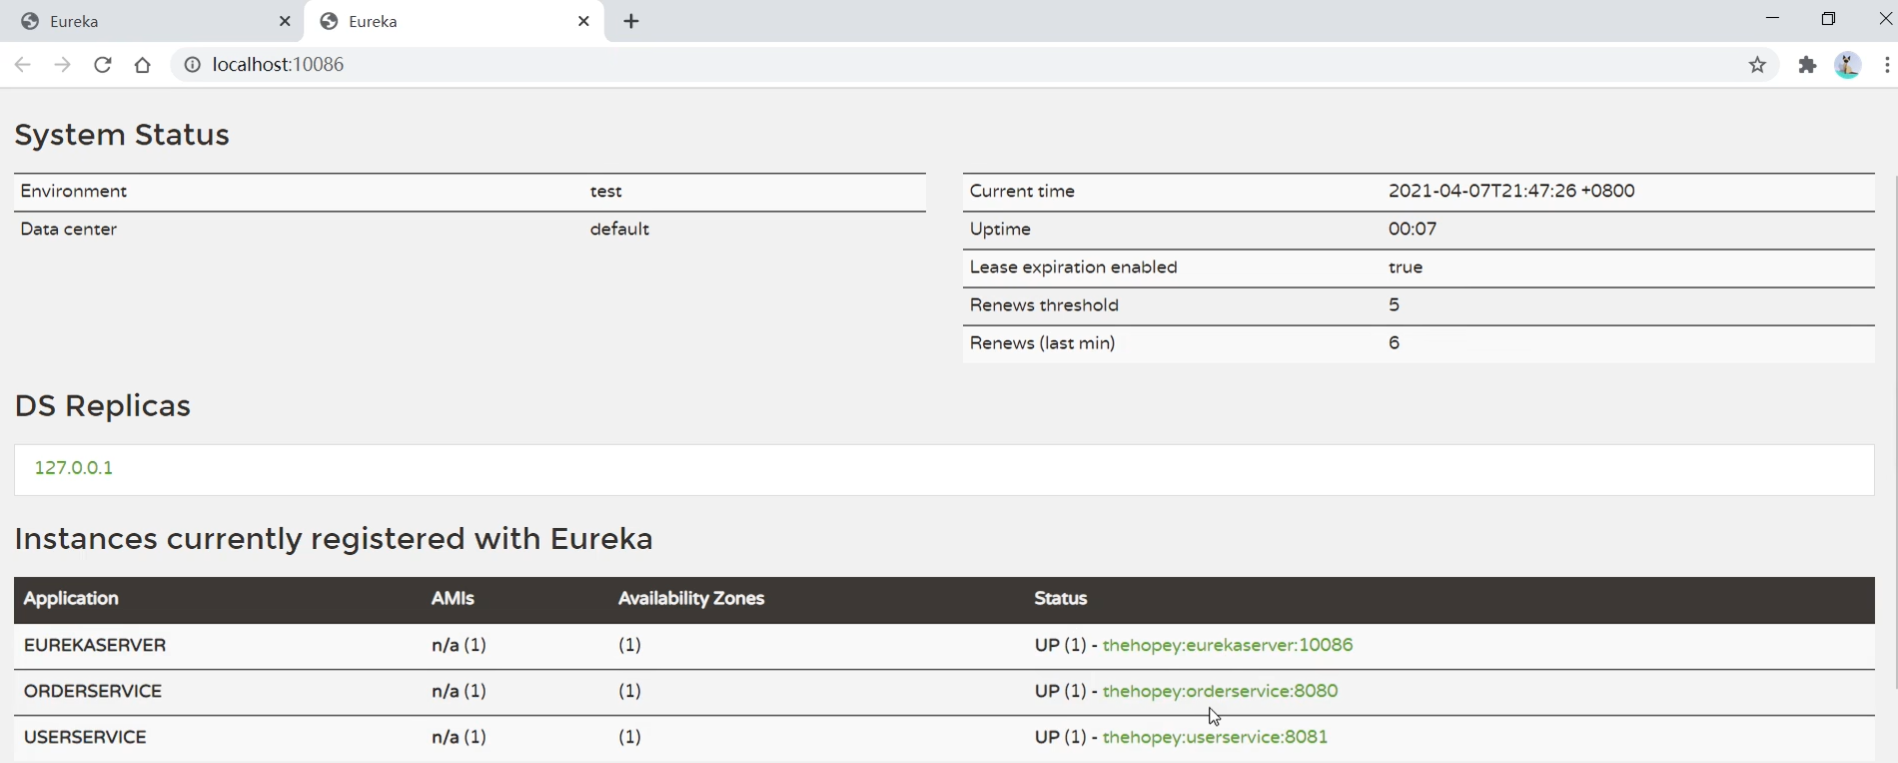 Eureka
Eureka
localhost:10086
System Status
Environment test
Data center default
Current time 2021-04-07T21:47:26 +0800
Uptime 00:07
Lease expiration enabled true
Renews threshold 5
Renews (last min) 6
DS Replicas
127.0.0.1
Instances currently registered with Eureka
Application AMIs Availability Zones Status
EUREKASERVER n/a (1) (1) UP (1) - thehopey:eurekaserver:10086
ORDERSERVICE n/a (1) (1) UP (1) - thehopey:orderservice:8080
USERSERVICE n/a (1) (1) UP (1) - thehopey:userservice:8081